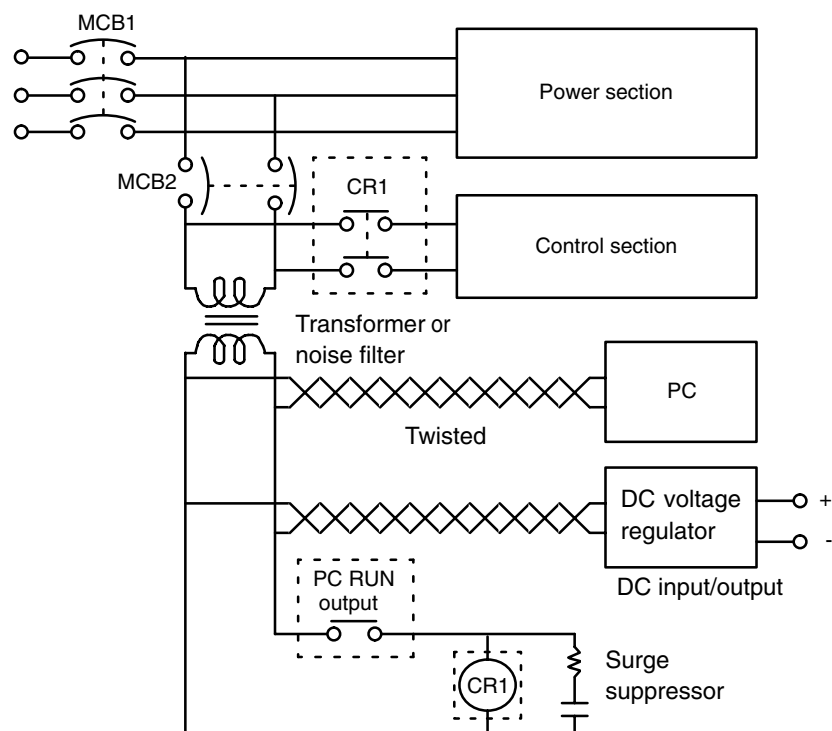 MCB1
Power section
MCB2
CR1
Control section
Transformer or
noise filter
PC
Twisted
DC voltage
regulator
+
-
DC input/output
PC RUN
output
CR1
Surge
suppressor